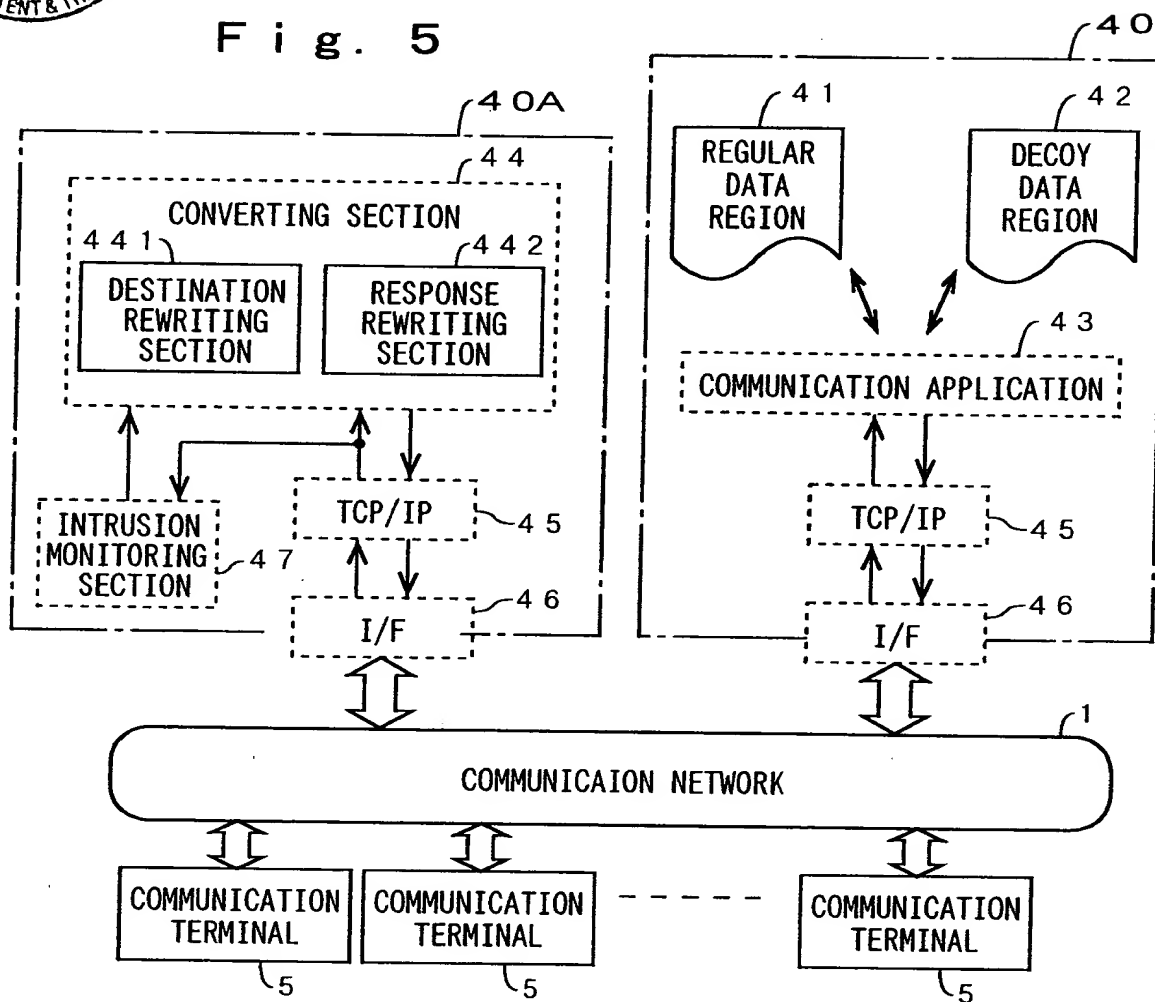 ENT & T
Fig. 5
40A
44
CONVERTING SECTION
441
442
DESTINATION
REWRITING
SECTION
RESPONSE
REWRITING
SECTION
INTRUSION
MONITORING
SECTION
47
TCP/IP
45
I/F
46
40
41
42
REGULAR
DATA
REGION
DECOY
DATA
REGION
43
COMMUNICATION APPLICATION
TCP/IP
45
I/F
46
1
COMMUNICAION NETWORK
COMMUNICATION
TERMINAL
5
COMMUNICATION
TERMINAL
5
COMMUNICATION
TERMINAL
5